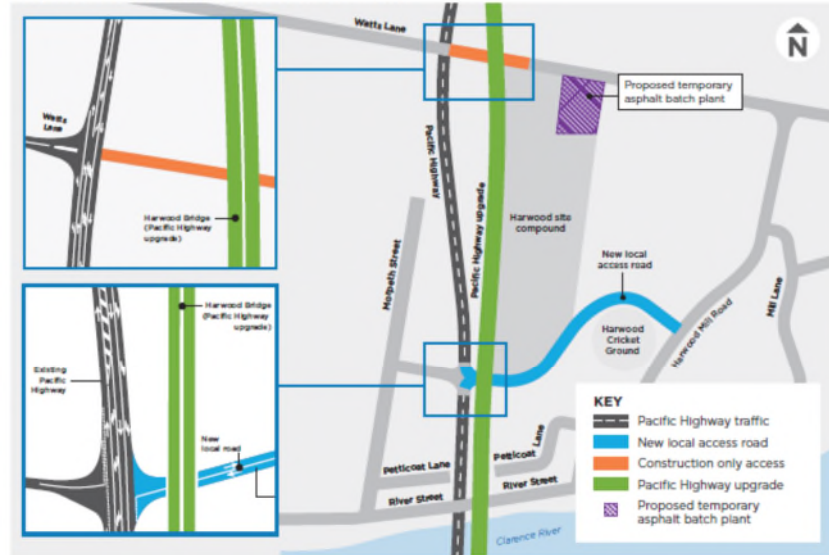 Watts Lane
N
Proposed temporary
asphalt batch plant
Pacific Highway
Pacific Highway upgrade
Harwood site
compound
Morpeth Street
New local
access road
Harwood
Cricket
Ground
Harwood Mill Road
Mill Lane
Petticoat Lane
Petticoat
Lane
River Street
River Street
Clarence River
Watts
Lane
Harwood Bridge
(Pacific Highway
upgrade)
Harwood Bridge
(Pacific Highway
upgrade)
Existing
Pacific
Highway
New
local road
KEY
Pacific Highway traffic
New local access road
Construction only access
Pacific Highway upgrade
Proposed temporary
asphalt batch plant